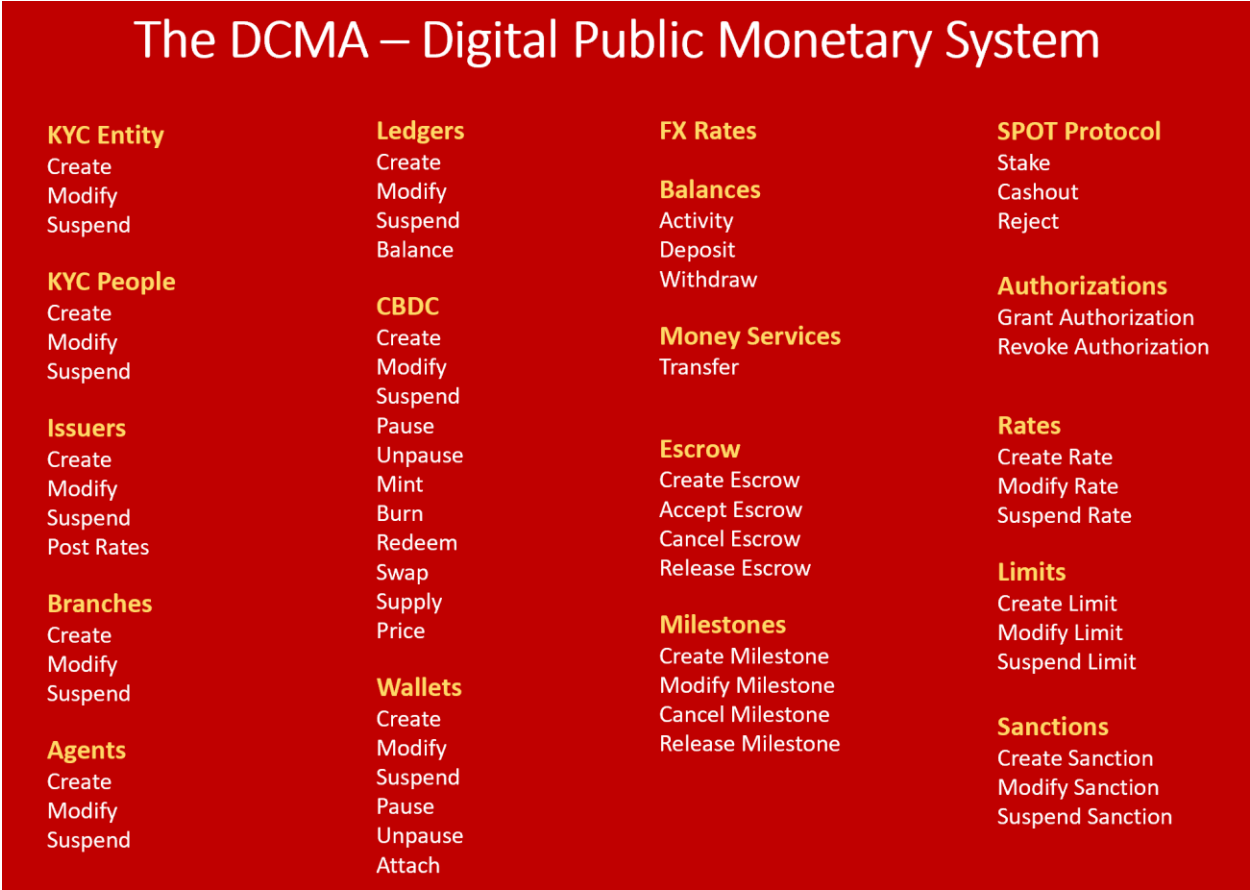 The DCMA – Digital Public Monetary System
KYC Entity
Create
Modify
Suspend
KYC People
Create
Modify
Suspend
Issuers
Create
Modify
Suspend
Post Rates
Branches
Create
Modify
Suspend
Agents
Create
Modify
Suspend
Ledgers
Create
Modify
Suspend
Balance
CBDC
Create
Modify
Suspend
Pause
Unpause
Mint
Burn
Redeem
Swap
Supply
Price
Wallets
Create
Modify
Suspend
Pause
Unpause
Attach
FX Rates
Balances
Activity
Deposit
Withdraw
Money Services
Transfer
Escrow
Create Escrow
Accept Escrow
Cancel Escrow
Release Escrow
Milestones
Create Milestone
Modify Milestone
Cancel Milestone
Release Milestone
SPOT Protocol
Stake
Cashout
Reject
Authorizations
Grant Authorization
Revoke Authorization
Rates
Create Rate
Modify Rate
Suspend Rate
Limits
Create Limit
Modify Limit
Suspend Limit
Sanctions
Create Sanction
Modify Sanction
Suspend Sanction